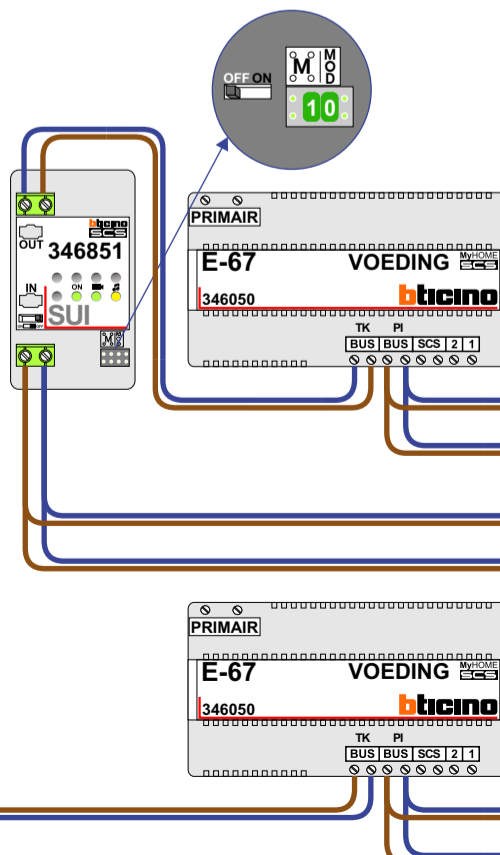 OFF ON
M
MOD
10
bticino
SCS
OUT
346851
ON
IN
SUI
ON OFF
M
PRIMAIR
E-67 VOEDING MyHOME
SCS
346050 bticino
TK PI
BUS BUS SCS 2 1
PRIMAIR
E-67 VOEDING MyHOME
SCS
346050 bticino
TK PI
BUS BUS SCS 2 1